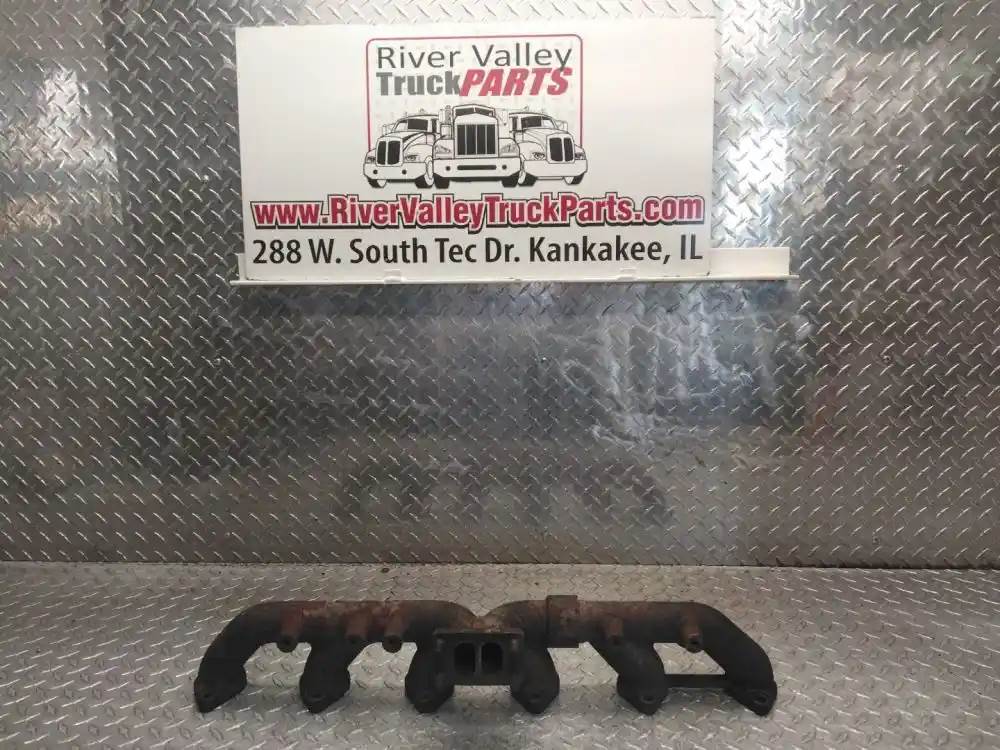 River Valley
TruckPARTS
www.RiverValleyTruckParts.com
288 W. South Tec Dr. Kankakee, IL